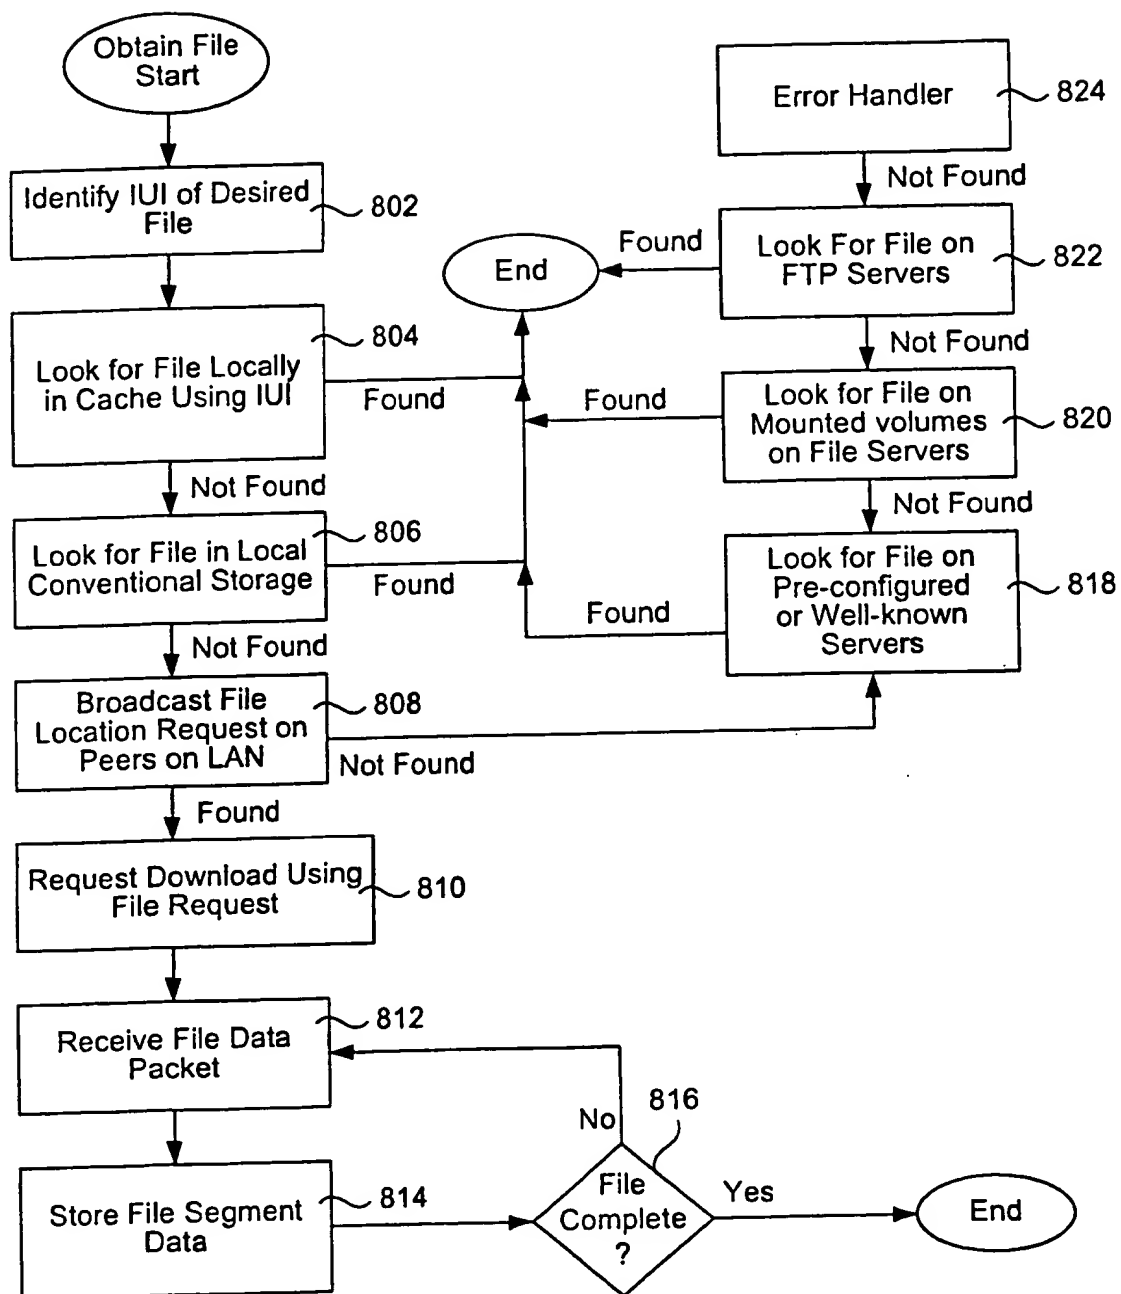 Obtain File
Start
Error Handler
824
Not Found
Identify IUI of Desired
File
802
Look For File on
FTP Servers
822
Found
End
Not Found
Look for File Locally
in Cache Using IUI
804
Found
Look for File on
Mounted volumes
on File Servers
820
Found
Not Found
Not Found
Look for File in Local
Conventional Storage
806
Found
Look for File on
Pre-configured
or Well-known
Servers
818
Found
Not Found
Broadcast File
Location Request on
Peers on LAN
808
Not Found
Found
Request Download Using
File Request
810
Receive File Data
Packet
812
No
816
Store File Segment
Data
814
File
Complete
?
Yes
End